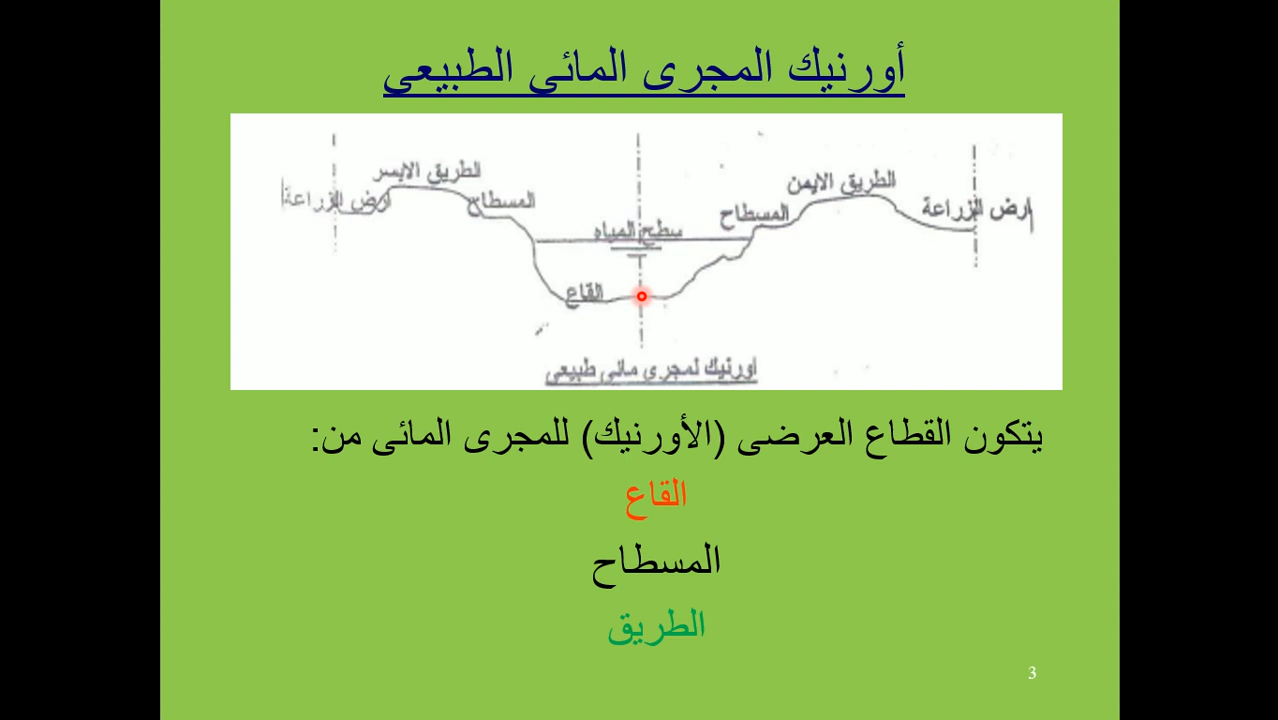 أورنيك المجرى المائى الطبيعى
الطريق الايسر
الطريق الايمن
ارض الزراعة
المسطاح
المسطاح
ارض الزراعة
سطح المياه
القاع
اورنيك لمجرى مائى طبيعى
يتكون القطاع العرضى (الأورنيك) للمجرى المائى من:
القاع
المسطاح
الطريق
3